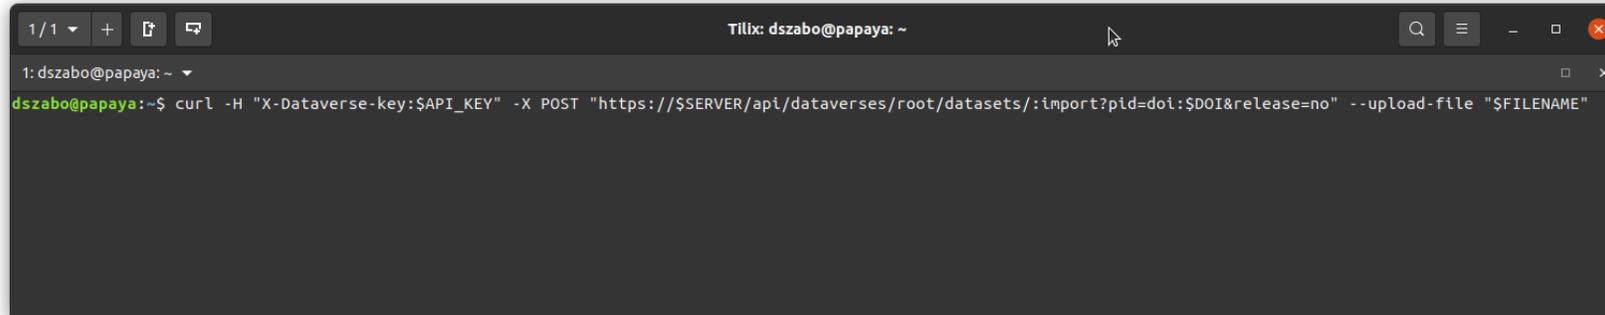 1 / 1
Tilix: dszabo@papaya: ~
1: dszabo@papaya: ~
dszabo@papaya:~$ curl -H "X-Dataverse-key:$API_KEY" -X POST "https://$SERVER/api/dataverses/root/datasets/:import?pid=doi:$DOI&release=no" --upload-file "$FILENAME"